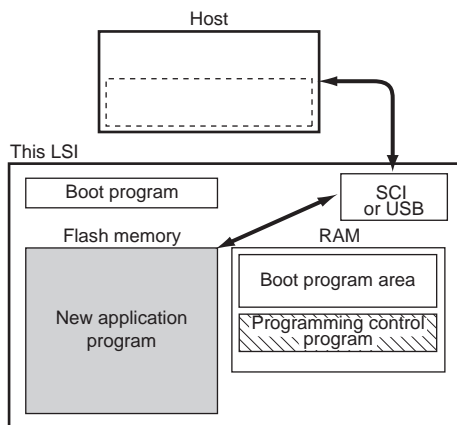 Host
This LSI
Boot program
SCI
or USB
Flash memory
RAM
New application
program
Boot program area
Programming control
program